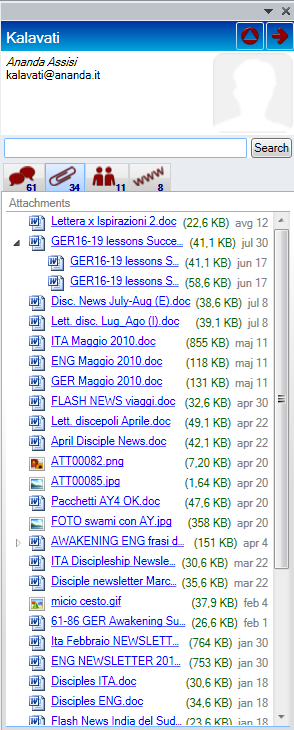 Kalavati
Ananda Assisi
kalavati@ananda.it
Search
61 34 11 www 8
Attachments
Lettera x Ispirazioni 2.doc (22,6 KB) avg 12
GER16-19 lessons Succe... (41,1 KB) jul 30
GER16-19 lessons S... (41,1 KB) jun 17
GER16-19 lessons S... (58,6 KB) jun 17
Disc. News July-Aug (E).doc (38,6 KB) jul 8
Lett. disc. Lug_Ago (I).doc (39,1 KB) jul 8
ITA Maggio 2010.doc (855 KB) maj 11
ENG Maggio 2010.doc (118 KB) maj 11
GER Maggio 2010.doc (131 KB) maj 11
FLASH NEWS viaggi.doc (32,6 KB) apr 30
Lett. discepoli Aprile.doc (49,1 KB) apr 22
April Disciple News.doc (42,1 KB) apr 22
ATT00082.png (7,20 KB) apr 20
ATT00085.jpg (1,64 KB) apr 20
Pacchetti AY4 OK.doc (47,6 KB) apr 20
FOTO swami con AY.jpg (358 KB) apr 20
AWAKENING ENG frasi d... (151 KB) apr 4
ITA Discipleship Newsle... (30,6 KB) mar 22
Disciple newsletter Marc... (35,6 KB) mar 22
micio cesto.gif (37,9 KB) feb 4
61-86 GER Awakening Su... (26,6 KB) jan 31
Ita Febbraio NEWSLETT... (764 KB) jan 30
ENG NEWSLETTER 201... (753 KB) jan 30
Disciples ITA.doc (30,6 KB) jan 18
Disciples ENG.doc (34,6 KB) jan 18
Flash News India del Sud... (23,6 KB) jan 18